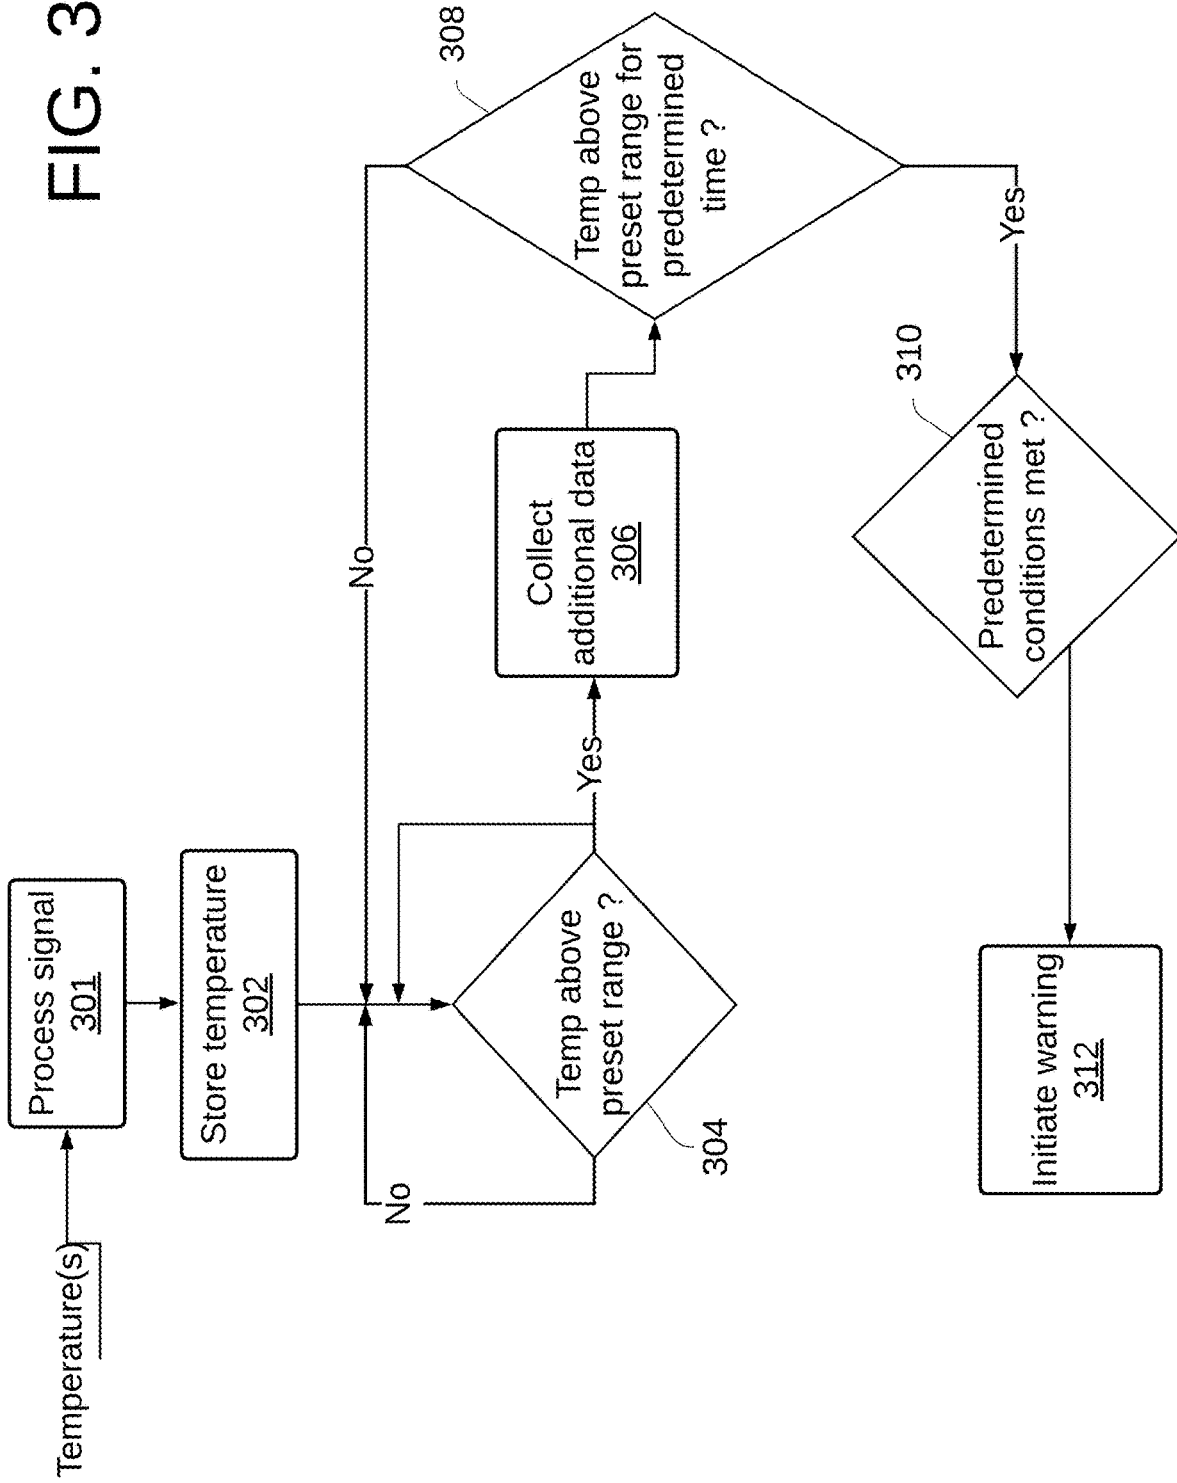 FIG. 3
Temperature(s)
Process signal
301
Store temperature
302
No
No
Temp above
preset range ?
304
Yes
Collect
additional data
306
308
Temp above
preset range for
predetermined
time ?
Yes
310
Predetermined
conditions met ?
Initiate warning
312